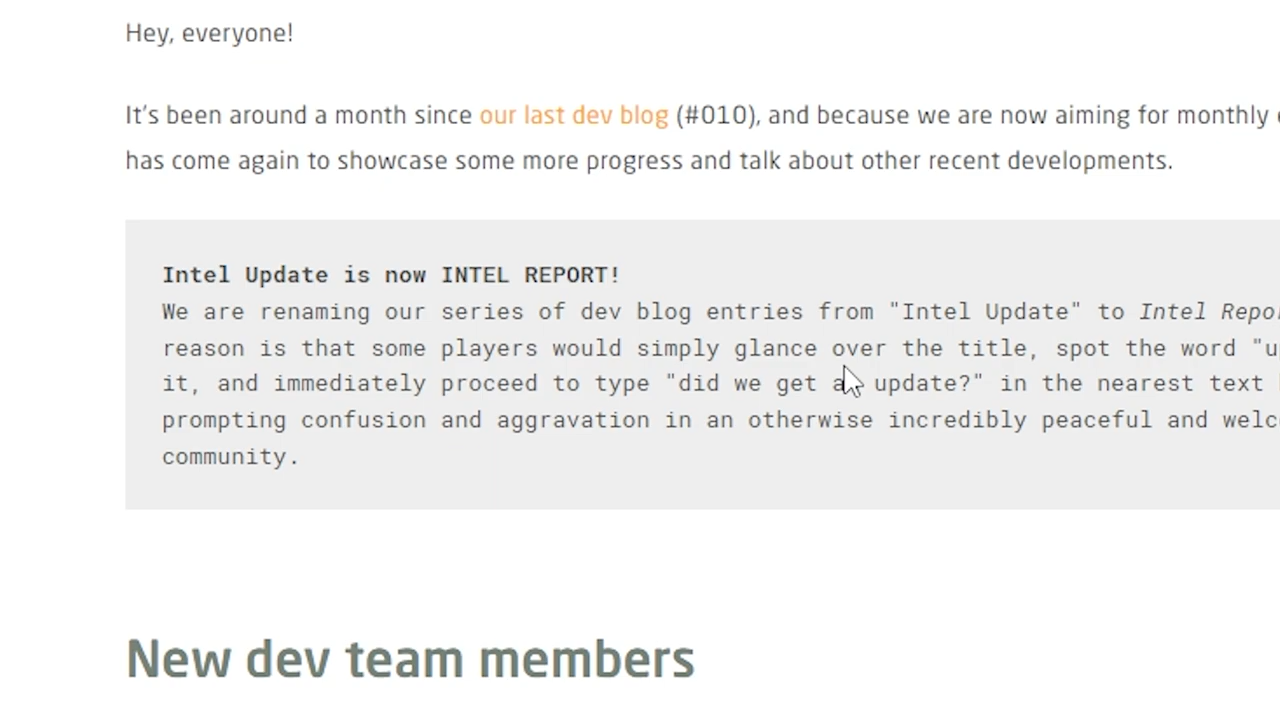 Hey, everyone!
It's been around a month since our last dev blog (#010), and because we are now aiming for monthly
has come again to showcase some more progress and talk about other recent developments.
Intel Update is now INTEL REPORT!
We are renaming our series of dev blog entries from "Intel Update" to Intel
reason is that some players would simply glance over the title, spot the word
it, and immediately proceed to type "did we get update?" in the nearest text
prompting confusion and aggravation in an otherwise incredibly peaceful and
community.
New dev team members